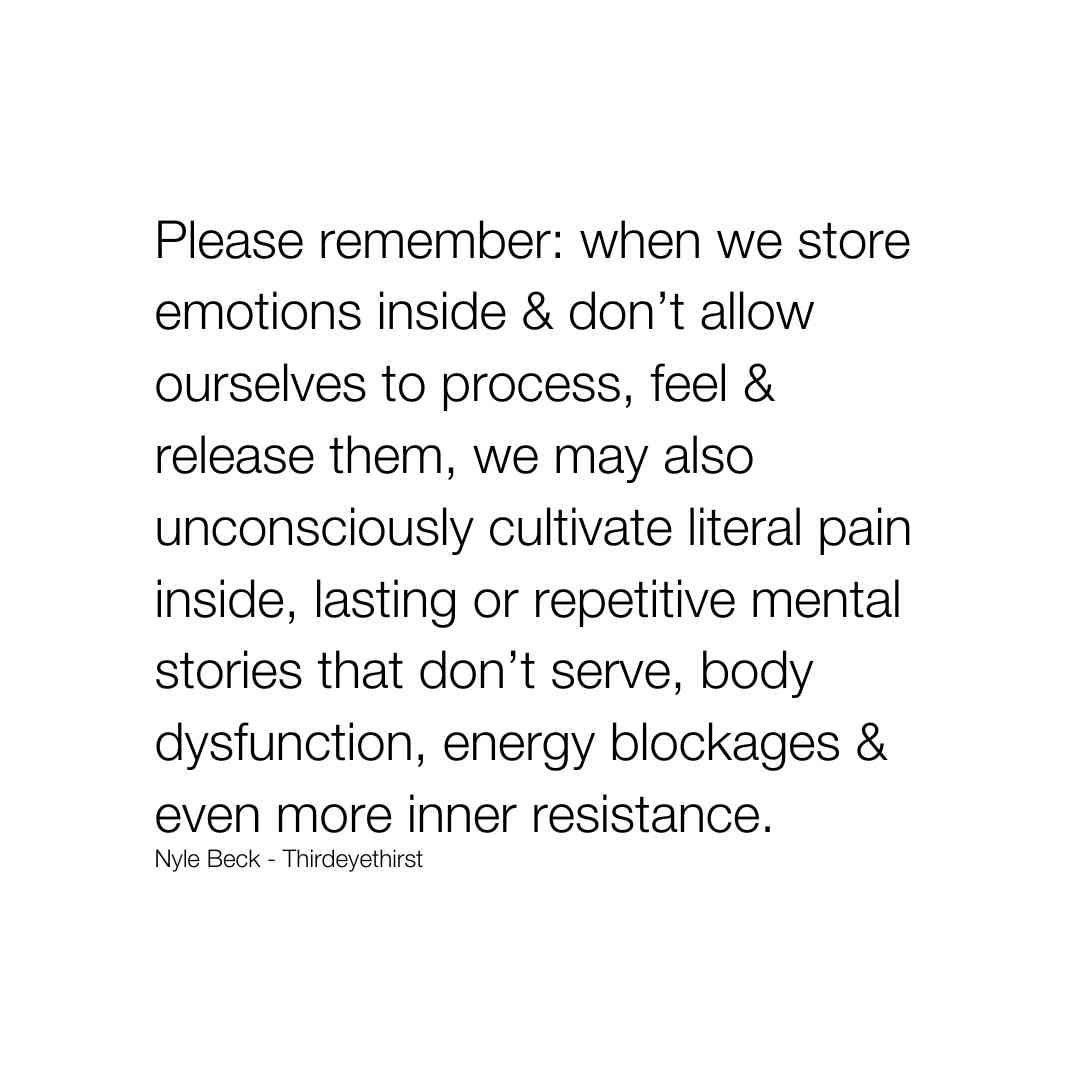 Please remember: when we store
emotions inside & don’t allow
ourselves to process, feel &
release them, we may also
unconsciously cultivate literal pain
inside, lasting or repetitive mental
stories that don’t serve, body
dysfunction, energy blockages &
even more inner resistance.
Nyle Beck - Thirdeyethirst